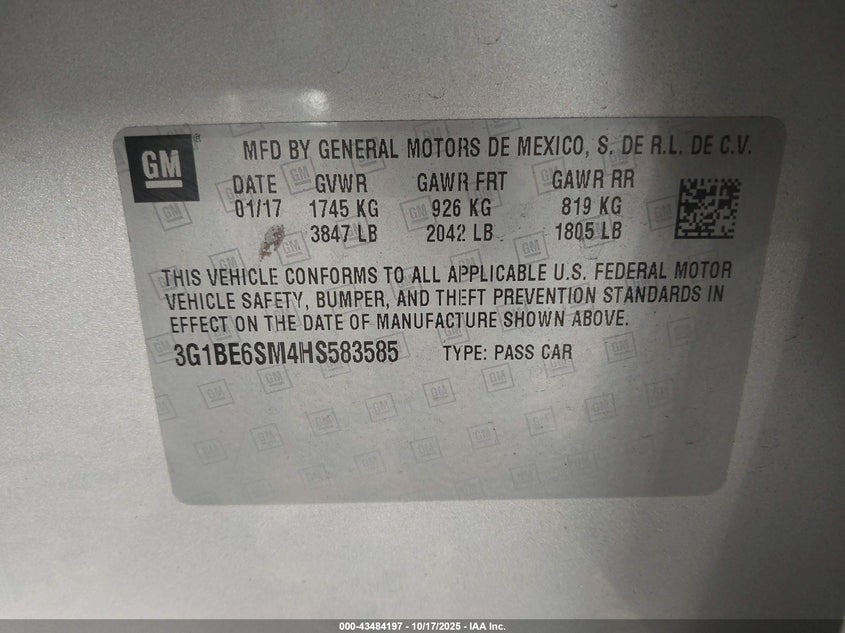 GM
MFD BY GENERAL MOTORS DE MEXICO, S. DE R.L. DE C.V.
DATE GVWR GAWR FRT GAWR RR
01/17 1745 KG 926 KG 819 KG
3847 LB 2042 LB 1805 LB
THIS VEHICLE CONFORMS TO ALL APPLICABLE U.S. FEDERAL MOTOR
VEHICLE SAFETY, BUMPER, AND THEFT PREVENTION STANDARDS IN
EFFECT ON THE DATE OF MANUFACTURE SHOWN ABOVE.
3G1BE6SM4HS583585 TYPE: PASS CAR
000-43484197 - 10/17/2025 - IAA Inc.